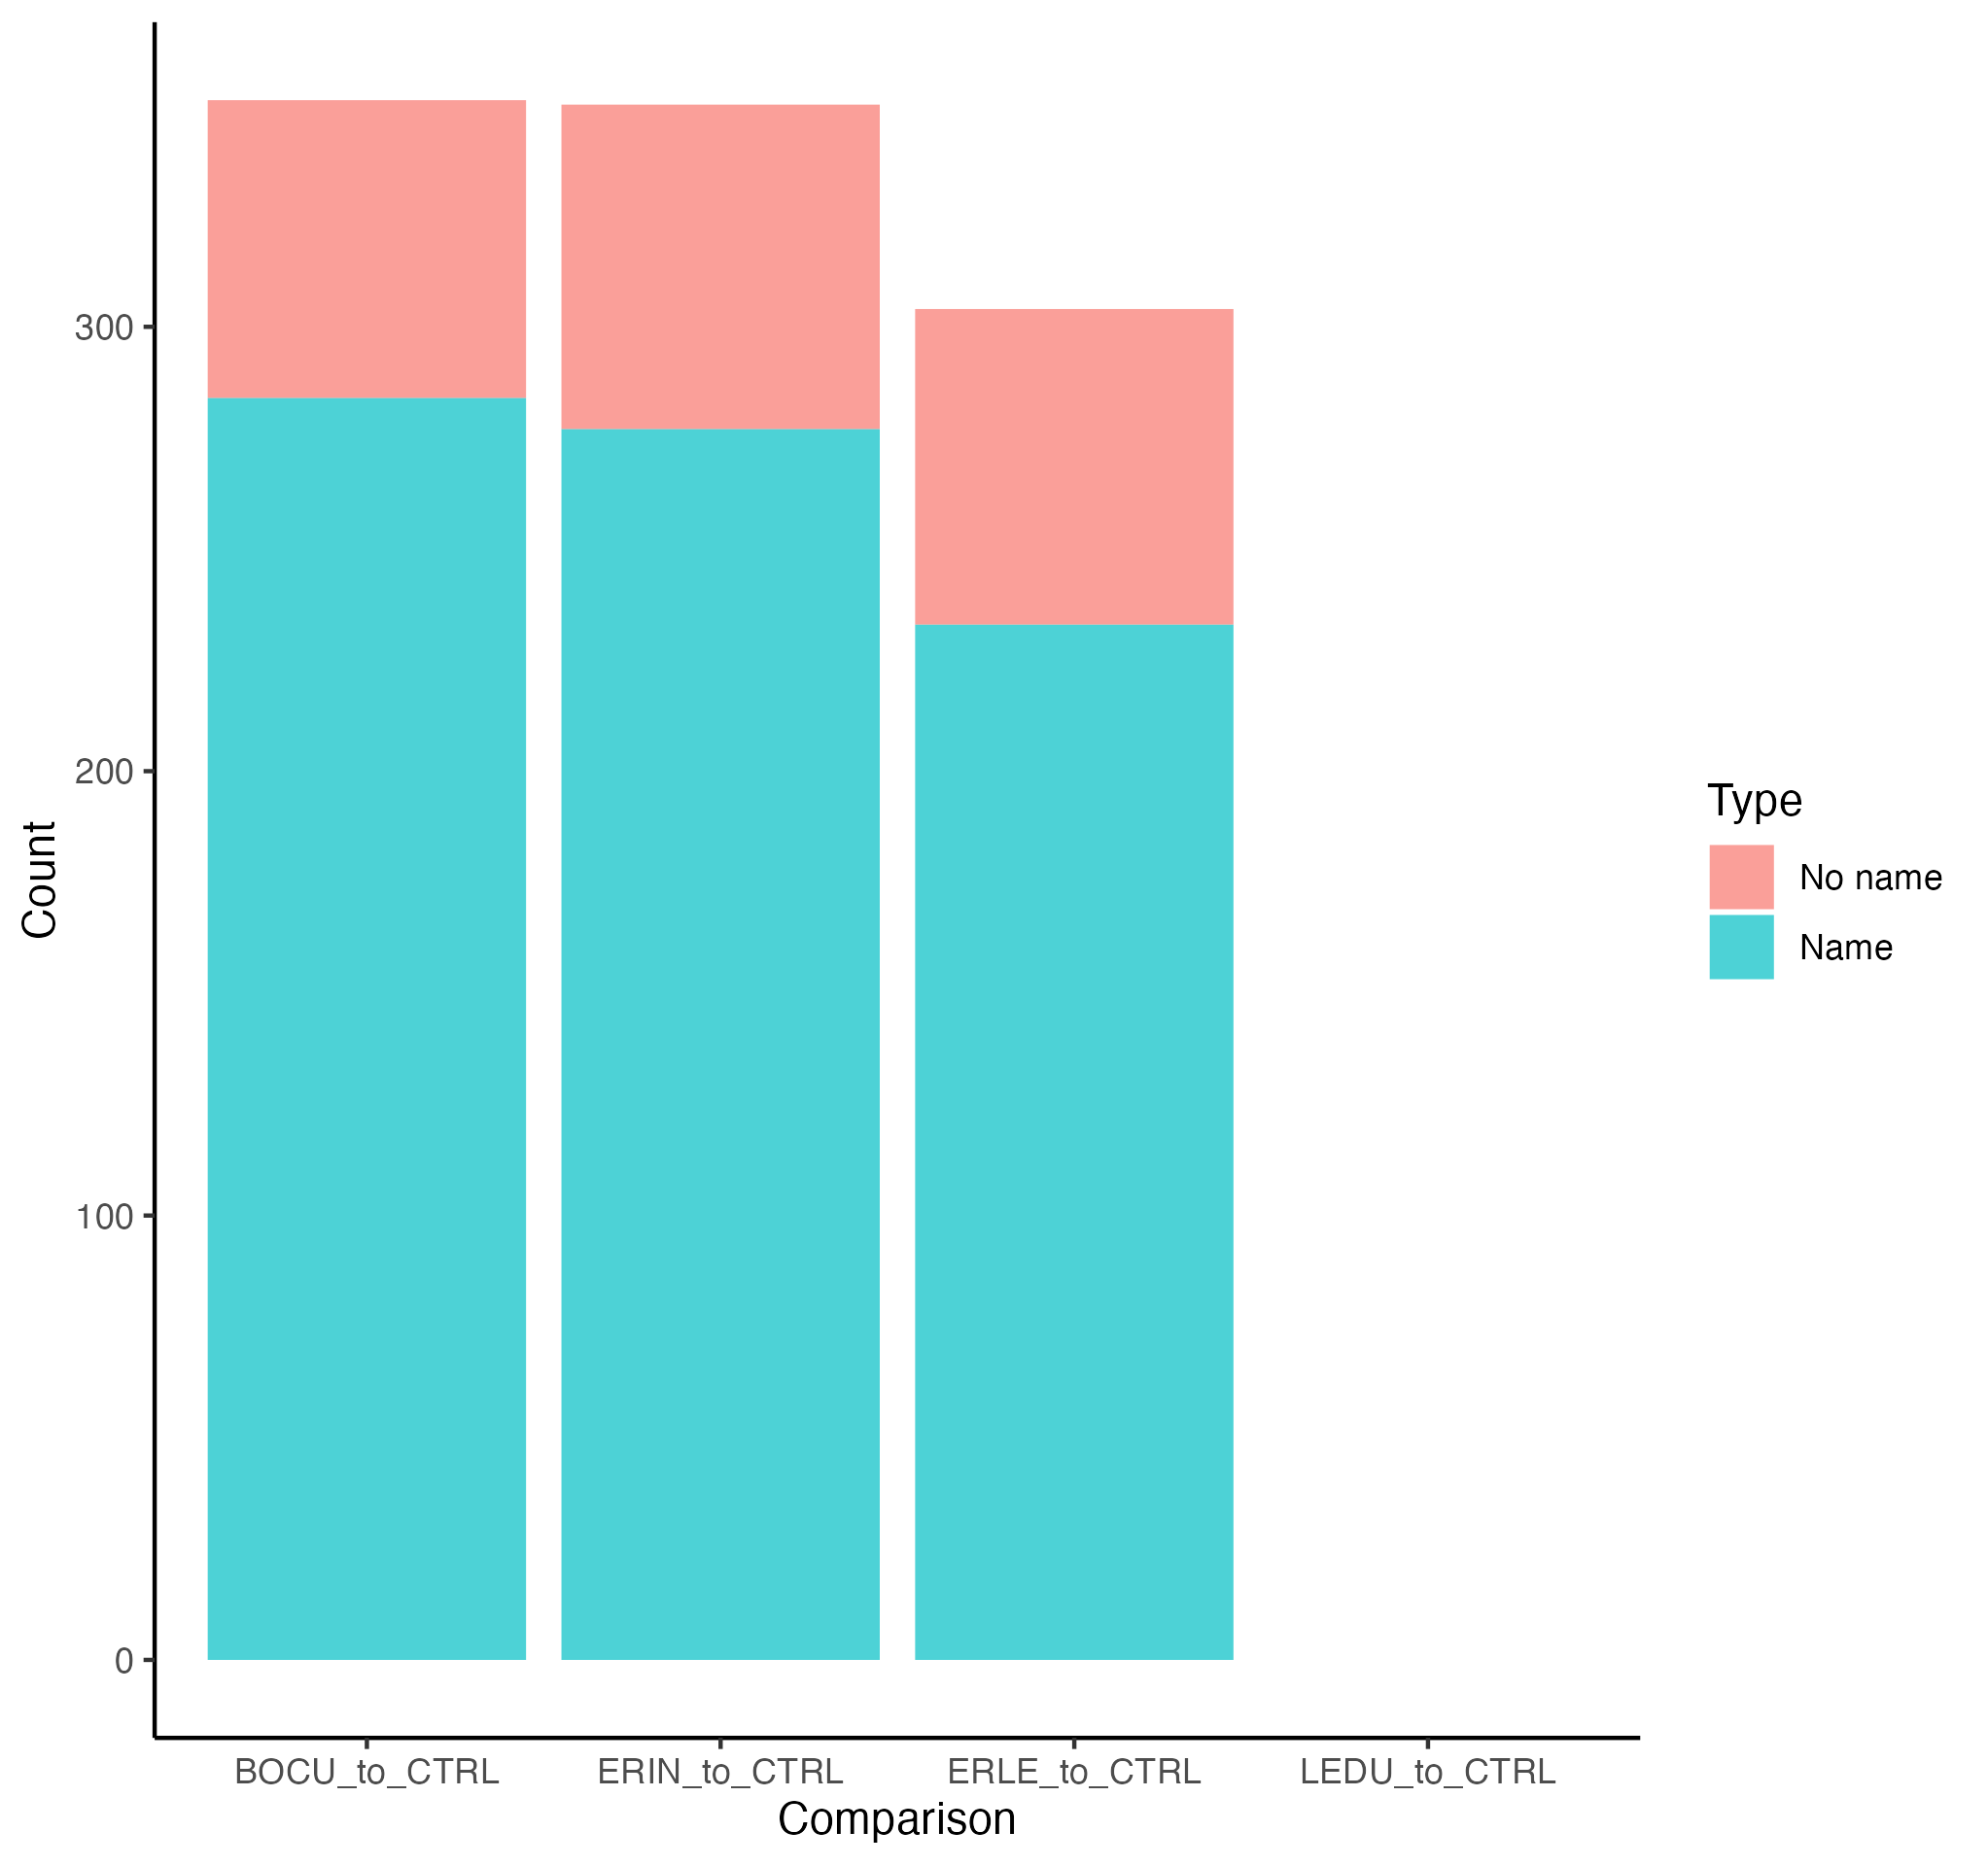 Count
300
200
100
0
BOCU_to_CTRL
ERIN_to_CTRL
ERLE_to_CTRL
LEDU_to_CTRL
Comparison
Type
No name
Name